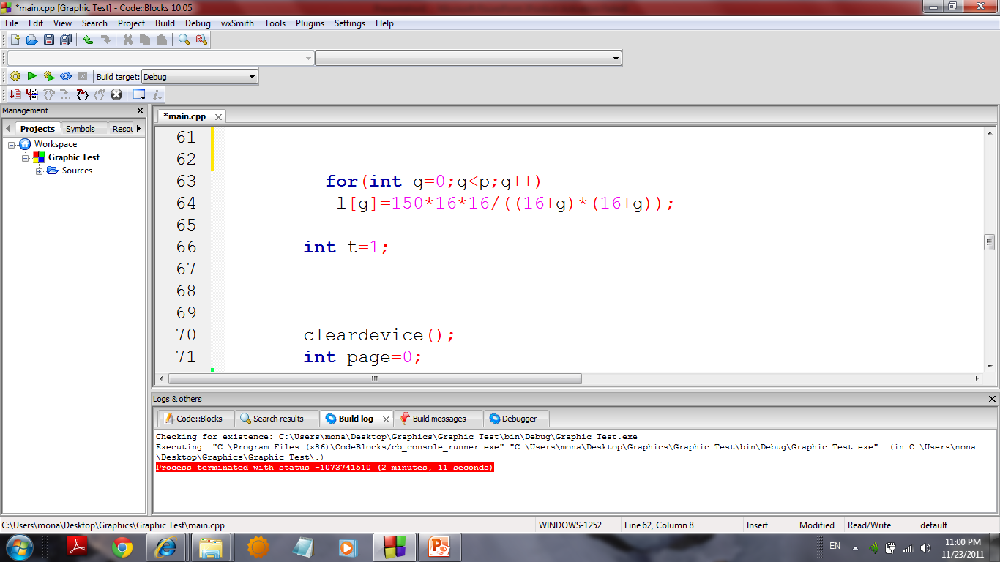 *main.cpp [Graphic Test] - Code::Blocks 10.05
File Edit View Search Project Build Debug wxSmith Tools Plugins Settings Help
Build target: Debug
Management
*main.cpp
Projects Symbols Resou
Workspace
Graphic Test
Sources
61
62
63 for(int g=0;g<p;g++)
64 l[g]=150*16*16/((16+g)*(16+g));
65
66 int t=1;
67
68
69
70 cleardevice();
71 int page=0;
Logs & others
Code::Blocks Search results Build log Build messages Debugger
Checking for existence: C:\Users\mona\Desktop\Graphics\Graphic Test\bin\Debug\Graphic Test.exe
Executing: "C:\Program Files (x86)\CodeBlocks/cb_console_runner.exe" "C:\Users\mona\Desktop\Graphics\Graphic Test\bin\Debug\Graphic Test.exe"  (in C:\Users\mona
\Desktop\Graphics\Graphic Test\.)
Process terminated with status -1073741510 (2 minutes, 11 seconds)
C:\Users\mona\Desktop\Graphics\Graphic Test\main.cpp WINDOWS-1252 Line 62, Column 8 Insert Modified Read/Write default
EN 11:00 PM
11/23/2011